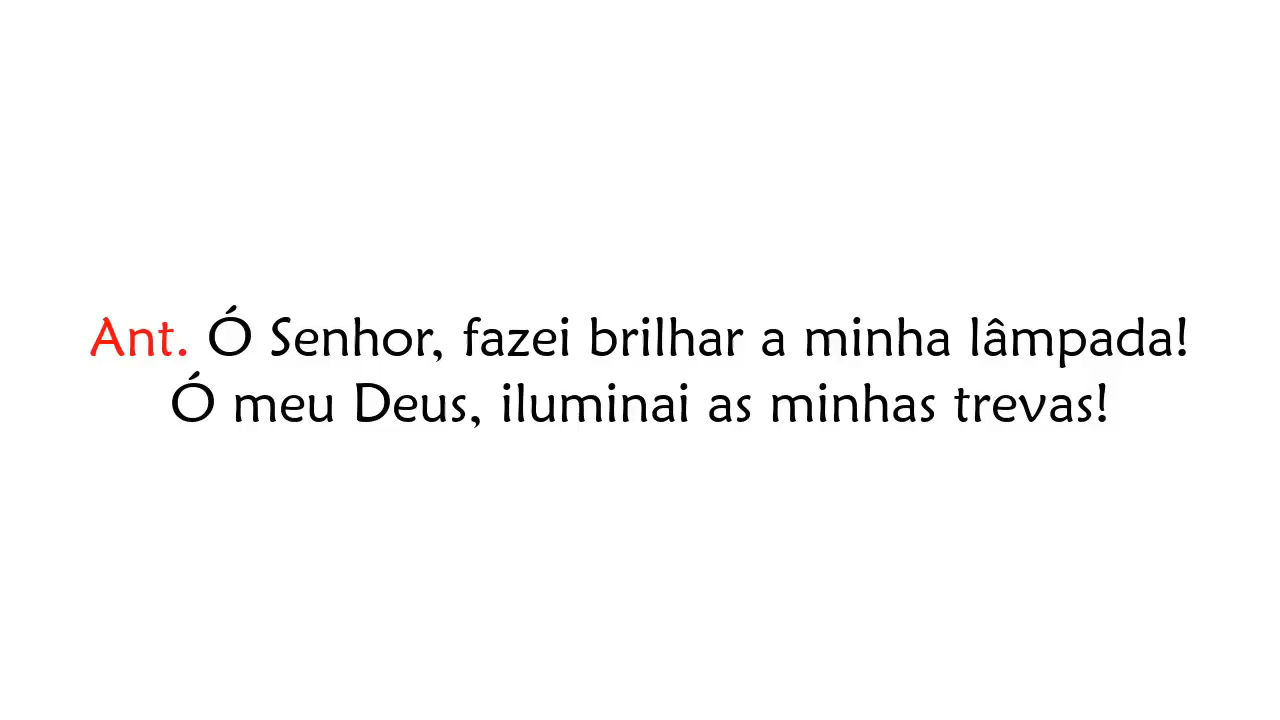 Ant. Ó Senhor, fazei brilhar a minha lâmpada!
Ó meu Deus, iluminai as minhas trevas!